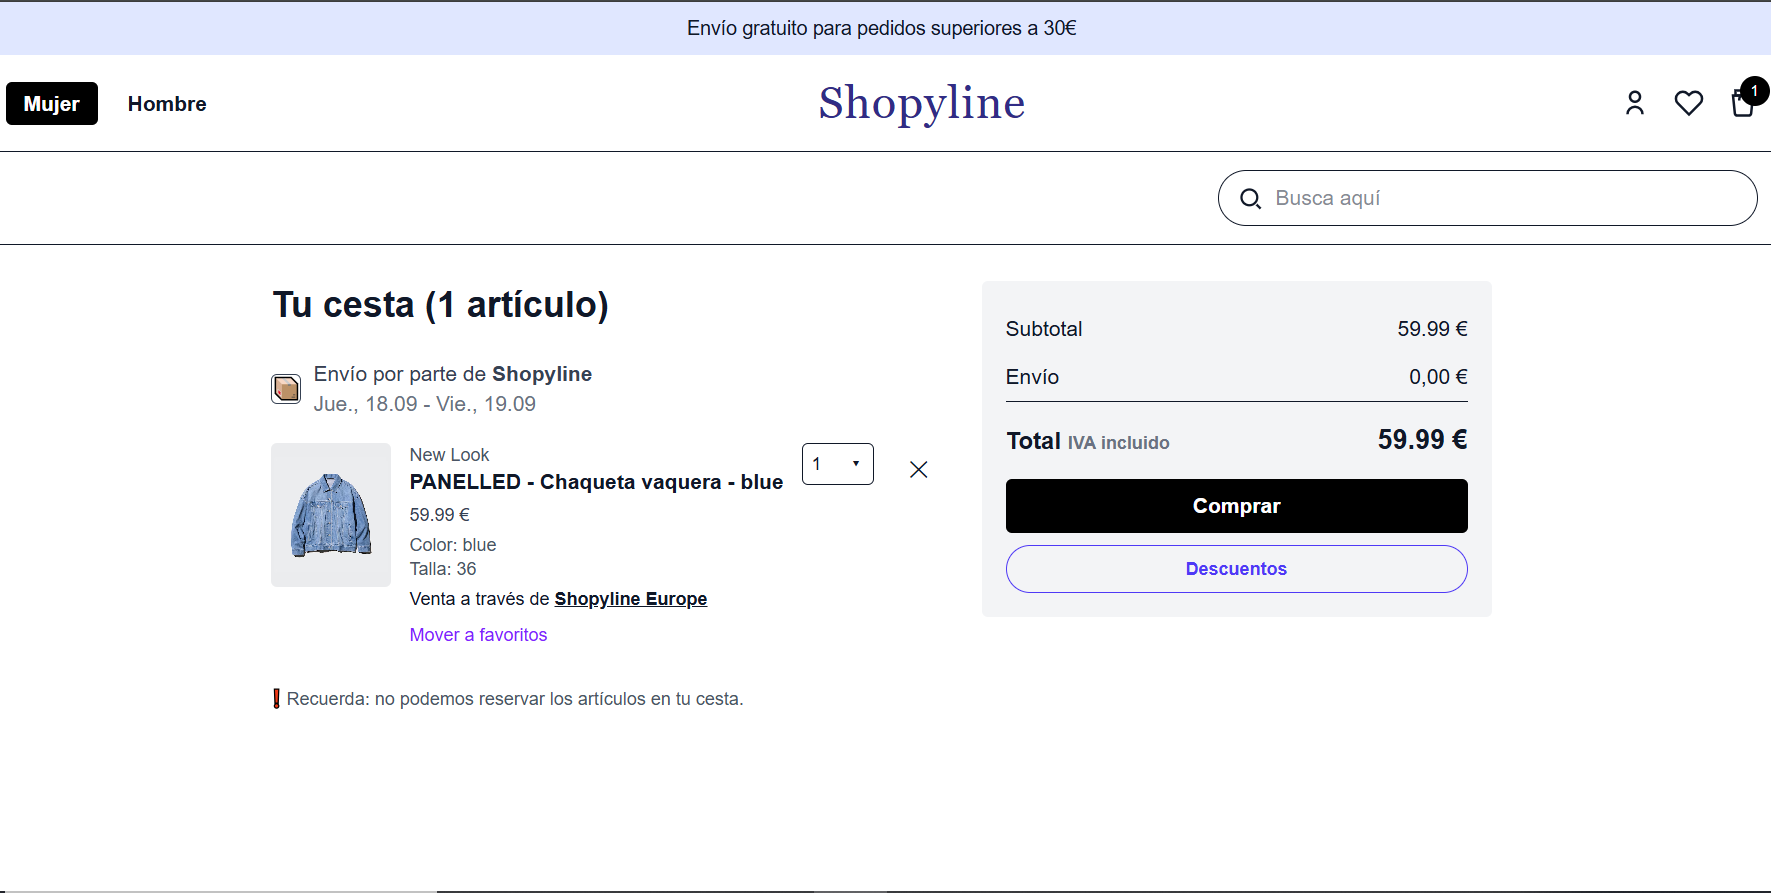 Envío gratuito para pedidos superiores a 30€
Mujer
Hombre
Shopyline
1
Busca aquí
Tu cesta (1 artículo)
Envío por parte de Shopyline
Jue., 18.09 - Vie., 19.09
New Look
PANELLED - Chaqueta vaquera - blue
59.99 €
Color: blue
Talla: 36
Venta a través de Shopyline Europe
Mover a favoritos
1
Recuerda: no podemos reservar los artículos en tu cesta.
Subtotal 59.99 €
Envío 0,00 €
Total IVA incluido 59.99 €
Comprar
Descuentos